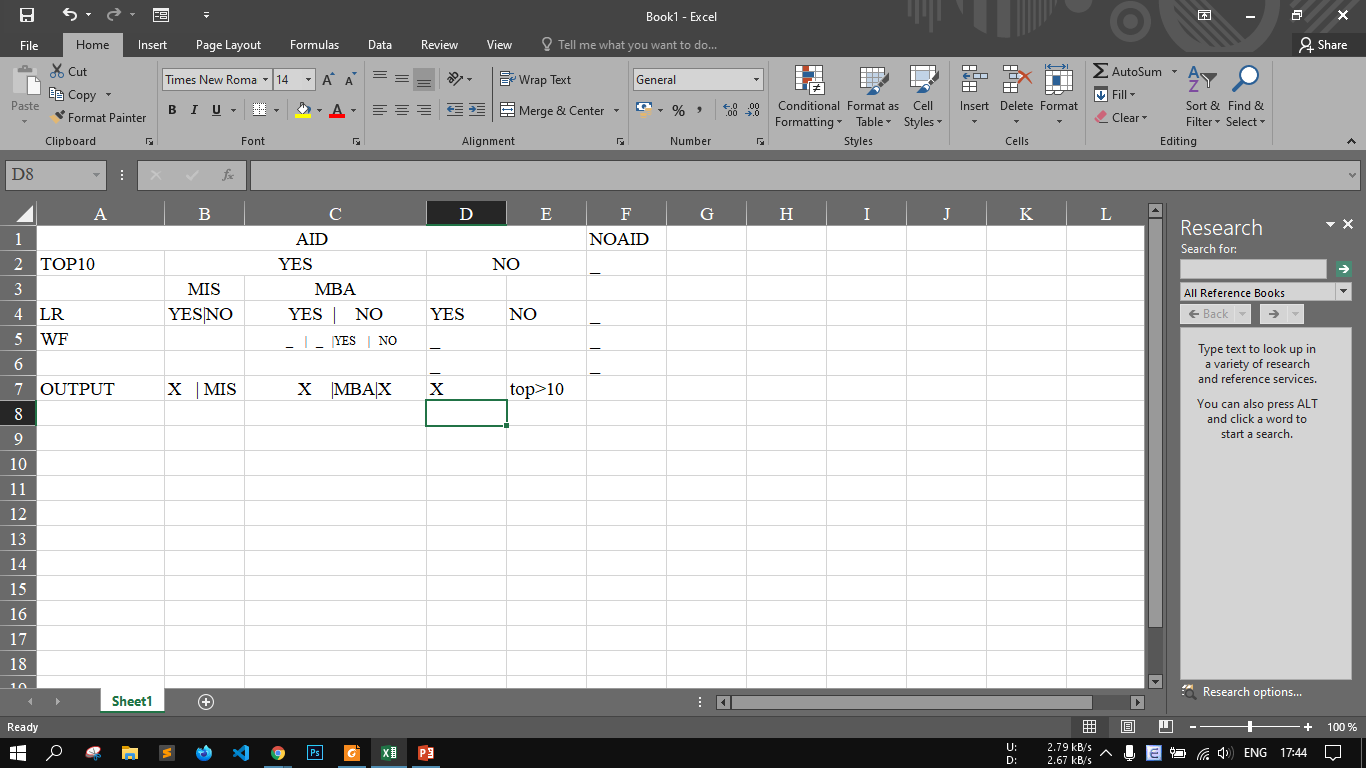 Book1 - Excel
File Home Insert Page Layout Formulas Data Review View Tell me what you want to do... Share
Paste
Cut
Copy
Format Painter
Clipboard
Times New Roma 14
B I U
Font
Wrap Text
Merge & Center
Alignment
General
% ,
Number
Conditional Formatting
Format as Table
Cell Styles
Styles
Insert Delete Format
Cells
AutoSum
Fill
Clear
Sort & Filter
Find & Select
Editing
D8 fx
A B C D E F G H I J K L
1 AID NOAID
2 TOP10 YES NO _
3 MIS MBA
4 LR YES|NO YES | NO YES NO _
5 WF _ | _ |YES | NO _ _
6 _ _
7 OUTPUT X | MIS X |MBA|X X top>10
8
9
10
11
12
13
14
15
16
17
18
19
Research
Search for:
All Reference Books
Back
Type text to look up in
a variety of research
and reference services.
You can also press ALT
and click a word to
start a search.
Research options...
Sheet1
Ready
100 %
U: 2.79 kB/s
D: 2.67 kB/s
ENG 17:44